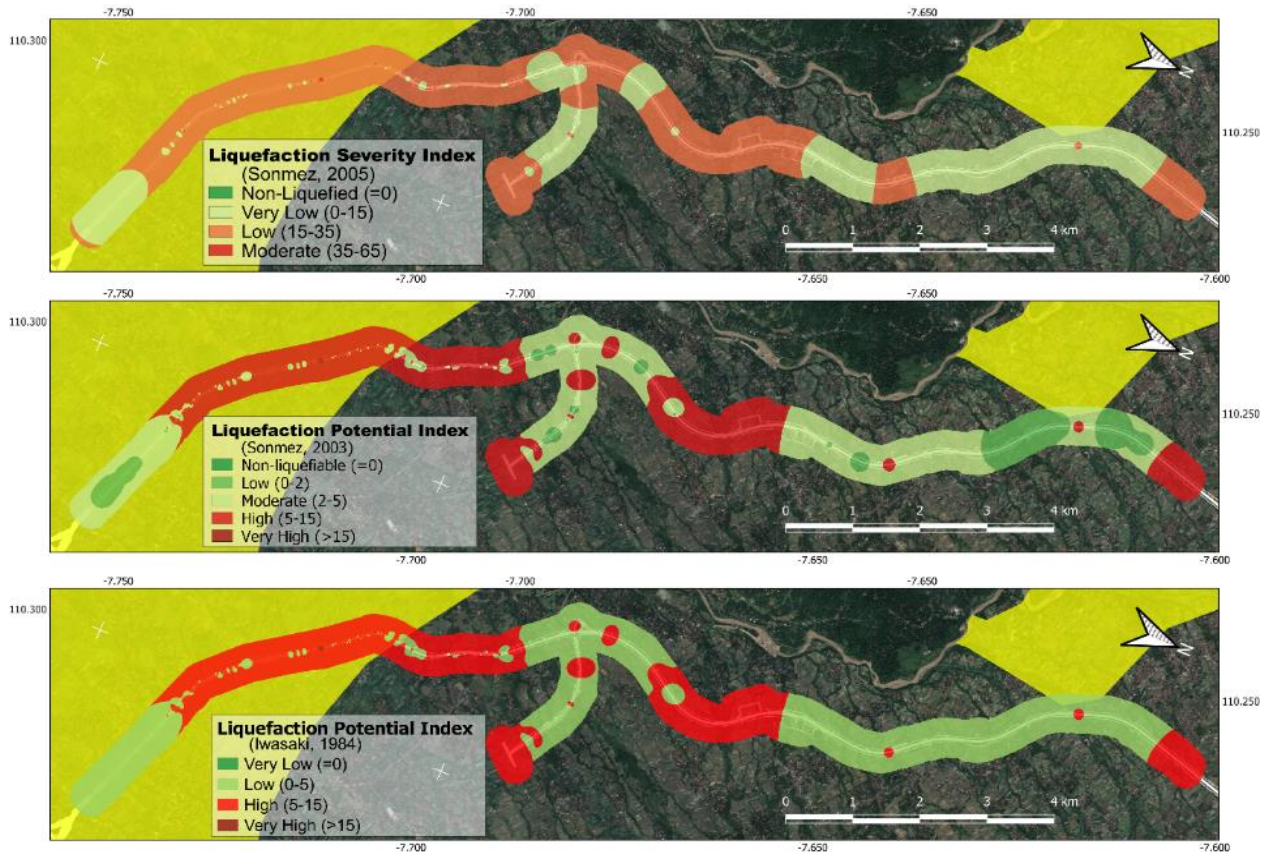 -7.750
-7.700
-7.650
110.300
N
110.250
Liquefaction Severity Index
(Sonmez, 2005)
Non-Liquefied (=0)
Very Low (0-15)
Low (15-35)
Moderate (35-65)
0 1 2 3 4 km
-7.750
-7.700
-7.700
-7.650
-7.650
-7.600
110.300
N
110.250
Liquefaction Potential Index
(Sonmez, 2003)
Non-liquefiable (=0)
Low (0-2)
Moderate (2-5)
High (5-15)
Very High (>15)
0 1 2 3 4 km
-7.750
-7.700
-7.700
-7.650
-7.650
-7.600
110.300
N
110.250
Liquefaction Potential Index
(Iwasaki, 1984)
Very Low (=0)
Low (0-5)
High (5-15)
Very High (>15)
0 1 2 3 4 km
-7.700
-7.650
-7.600